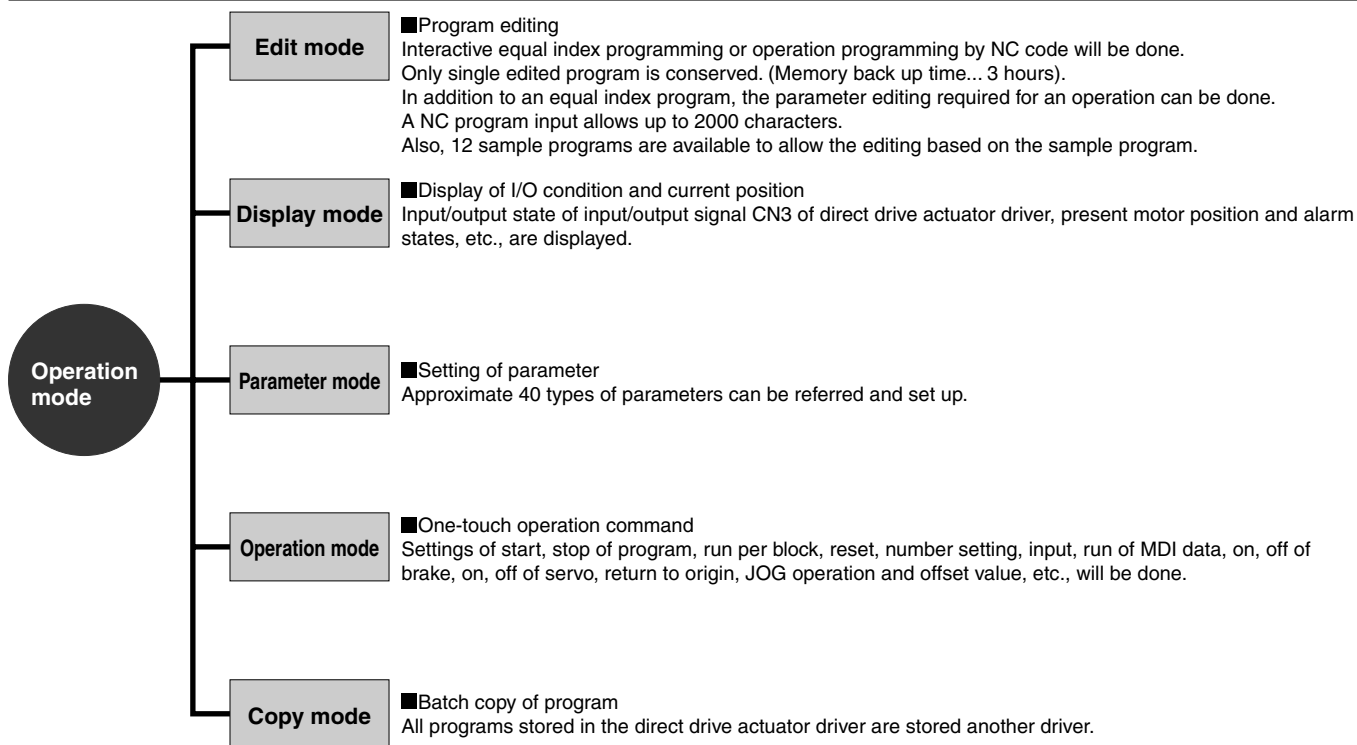 Edit mode
■Program editing
Interactive equal index programming or operation programming by NC code will be done.
Only single edited program is conserved. (Memory back up time... 3 hours).
In addition to an equal index program, the parameter editing required for an operation can be done.
A NC program input allows up to 2000 characters.
Also, 12 sample programs are available to allow the editing based on the sample program.
Display mode
■Display of I/O condition and current position
Input/output state of input/output signal CN3 of direct drive actuator driver, present motor position and alarm
states, etc., are displayed.
Operation
mode
Parameter mode
■Setting of parameter
Approximate 40 types of parameters can be referred and set up.
Operation mode
■One-touch operation command
Settings of start, stop of program, run per block, reset, number setting, input, run of MDI data, on, off of
brake, on, off of servo, return to origin, JOG operation and offset value, etc., will be done.
Copy mode
■Batch copy of program
All programs stored in the direct drive actuator driver are stored another driver.